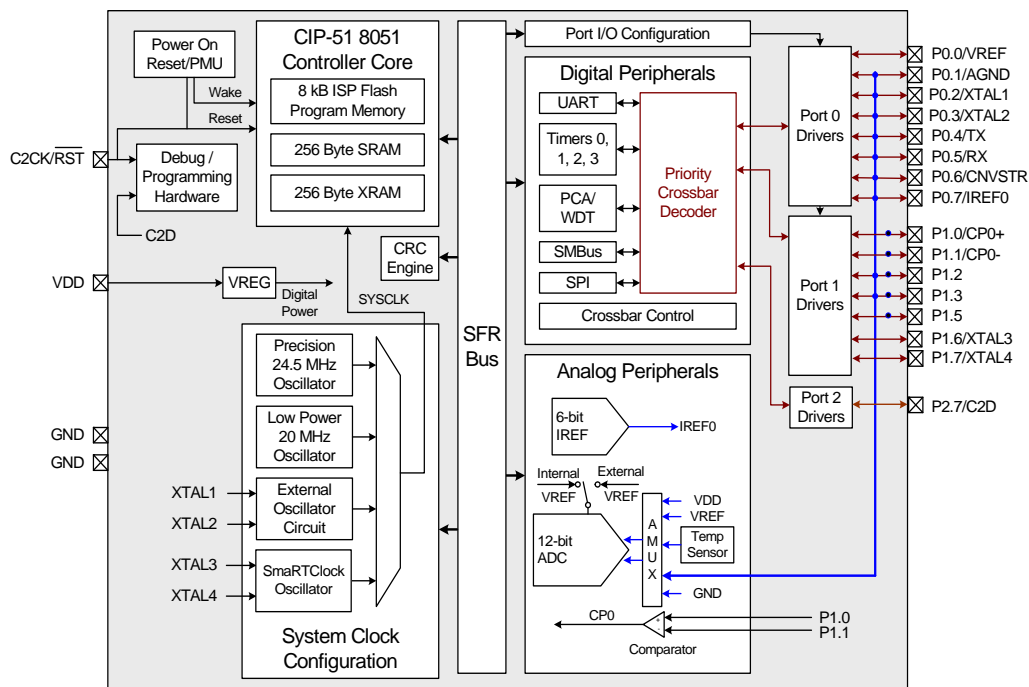 Power On
Reset/PMU
Wake
Reset
C2CK/RST
Debug /
Programming
Hardware
C2D
VDD
VREG
Digital
Power
CIP-51 8051
Controller Core
8 kB ISP Flash
Program Memory
256 Byte SRAM
256 Byte XRAM
CRC
Engine
SYSCLK
Precision
24.5 MHz
Oscillator
Low Power
20 MHz
Oscillator
External
Oscillator
Circuit
SmaRTClock
Oscillator
System Clock
Configuration
GND
GND
XTAL1
XTAL2
XTAL3
XTAL4
SFR
Bus
Port I/O Configuration
Digital Peripherals
UART
Timers 0,
1, 2, 3
PCA/
WDT
SMBus
SPI
Priority
Crossbar
Decoder
Crossbar Control
Analog Peripherals
6-bit
IREF
IREF0
Internal
VREF
External
VREF
12-bit
ADC
A
M
U
X
VDD
VREF
Temp
Sensor
GND
CP0
+
-
Comparator
P1.0
P1.1
Port 0
Drivers
Port 1
Drivers
Port 2
Drivers
P0.0/VREF
P0.1/AGND
P0.2/XTAL1
P0.3/XTAL2
P0.4/TX
P0.5/RX
P0.6/CNVSTR
P0.7/IREF0
P1.0/CP0+
P1.1/CP0-
P1.2
P1.3
P1.5
P1.6/XTAL3
P1.7/XTAL4
P2.7/C2D